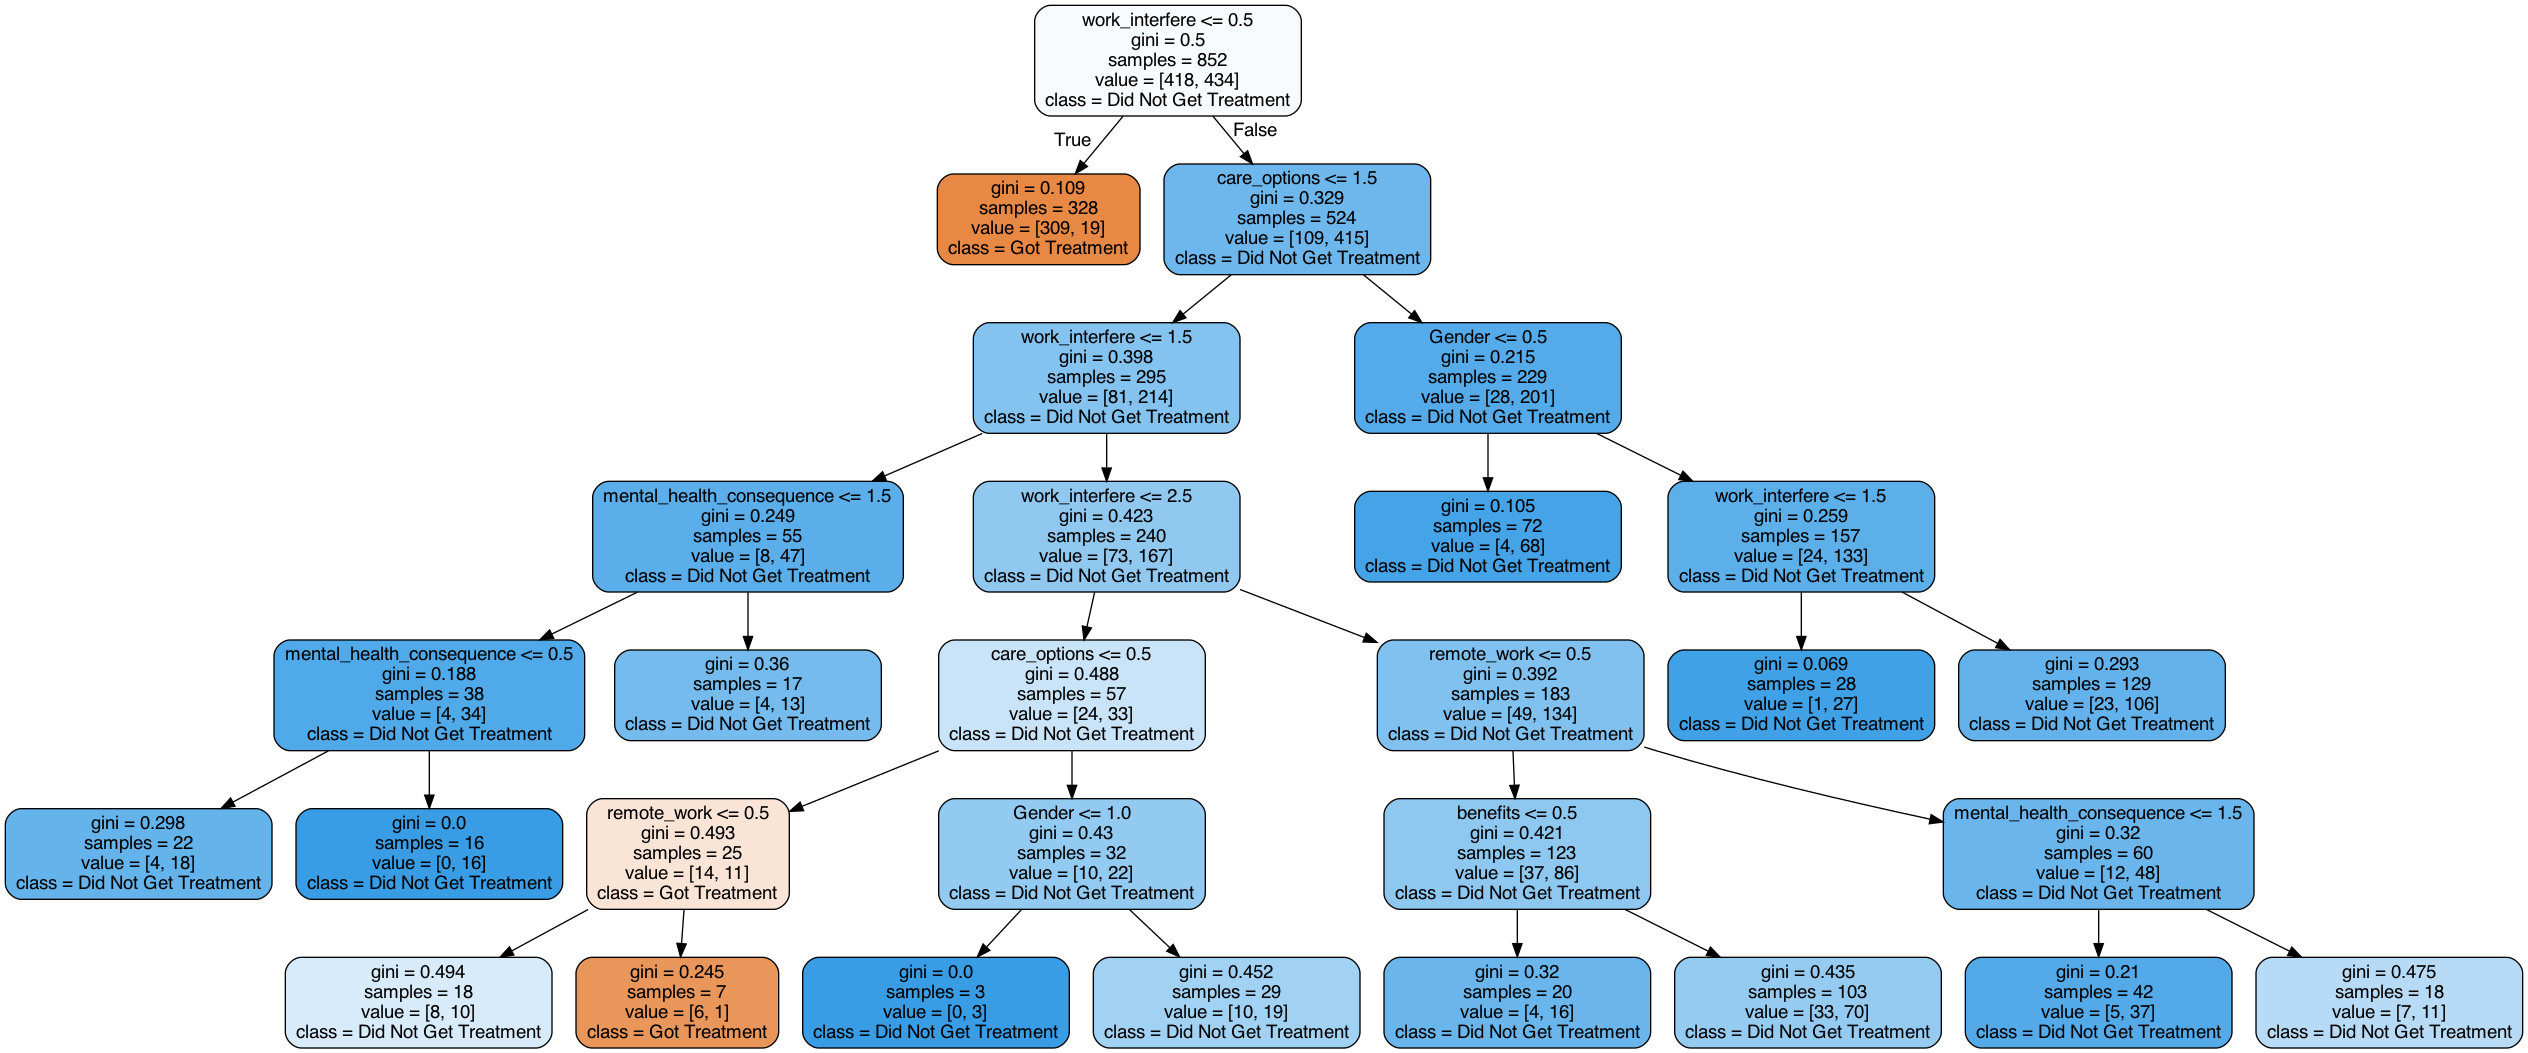 work_interfere <= 0.5
gini = 0.5
samples = 852
value = [418, 434]
class = Did Not Get Treatment
True
False
gini = 0.109
samples = 328
value = [309, 19]
class = Got Treatment
care_options <= 1.5
gini = 0.329
samples = 524
value = [109, 415]
class = Did Not Get Treatment
work_interfere <= 1.5
gini = 0.398
samples = 295
value = [81, 214]
class = Did Not Get Treatment
Gender <= 0.5
gini = 0.215
samples = 229
value = [28, 201]
class = Did Not Get Treatment
mental_health_consequence <= 1.5
gini = 0.249
samples = 55
value = [8, 47]
class = Did Not Get Treatment
work_interfere <= 2.5
gini = 0.423
samples = 240
value = [73, 167]
class = Did Not Get Treatment
gini = 0.105
samples = 72
value = [4, 68]
class = Did Not Get Treatment
work_interfere <= 1.5
gini = 0.259
samples = 157
value = [24, 133]
class = Did Not Get Treatment
mental_health_consequence <= 0.5
gini = 0.188
samples = 38
value = [4, 34]
class = Did Not Get Treatment
gini = 0.36
samples = 17
value = [4, 13]
class = Did Not Get Treatment
care_options <= 0.5
gini = 0.488
samples = 57
value = [24, 33]
class = Did Not Get Treatment
remote_work <= 0.5
gini = 0.392
samples = 183
value = [49, 134]
class = Did Not Get Treatment
gini = 0.069
samples = 28
value = [1, 27]
class = Did Not Get Treatment
gini = 0.293
samples = 129
value = [23, 106]
class = Did Not Get Treatment
gini = 0.298
samples = 22
value = [4, 18]
class = Did Not Get Treatment
gini = 0.0
samples = 16
value = [0, 16]
class = Did Not Get Treatment
remote_work <= 0.5
gini = 0.493
samples = 25
value = [14, 11]
class = Got Treatment
Gender <= 1.0
gini = 0.43
samples = 32
value = [10, 22]
class = Did Not Get Treatment
benefits <= 0.5
gini = 0.421
samples = 123
value = [37, 86]
class = Did Not Get Treatment
mental_health_consequence <= 1.5
gini = 0.32
samples = 60
value = [12, 48]
class = Did Not Get Treatment
gini = 0.494
samples = 18
value = [8, 10]
class = Did Not Get Treatment
gini = 0.245
samples = 7
value = [6, 1]
class = Got Treatment
gini = 0.0
samples = 3
value = [0, 3]
class = Did Not Get Treatment
gini = 0.452
samples = 29
value = [10, 19]
class = Did Not Get Treatment
gini = 0.32
samples = 20
value = [4, 16]
class = Did Not Get Treatment
gini = 0.435
samples = 103
value = [33, 70]
class = Did Not Get Treatment
gini = 0.21
samples = 42
value = [5, 37]
class = Did Not Get Treatment
gini = 0.475
samples = 18
value = [7, 11]
class = Did Not Get Treatment